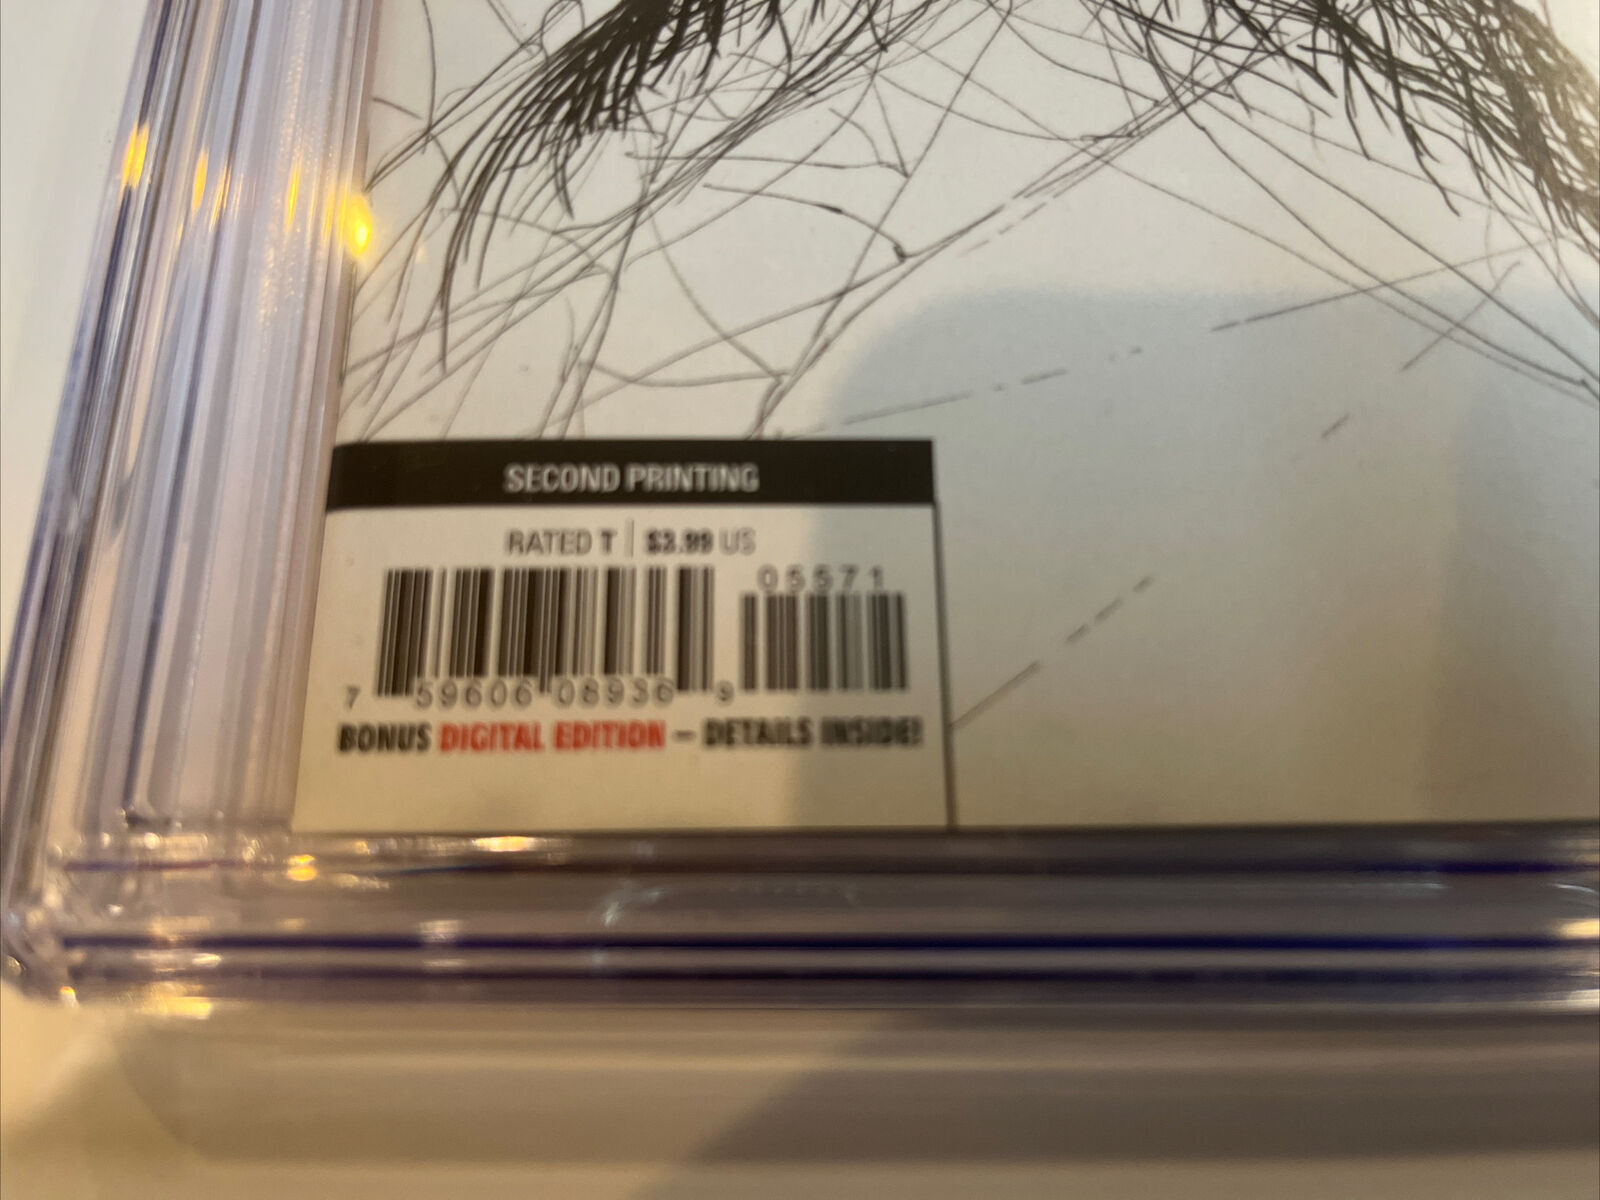 SECOND PRINTING
RATED T | $3.99 US
05571
7 59606 08936 9
BONUS DIGITAL EDITION – DETAILS INSIDE!